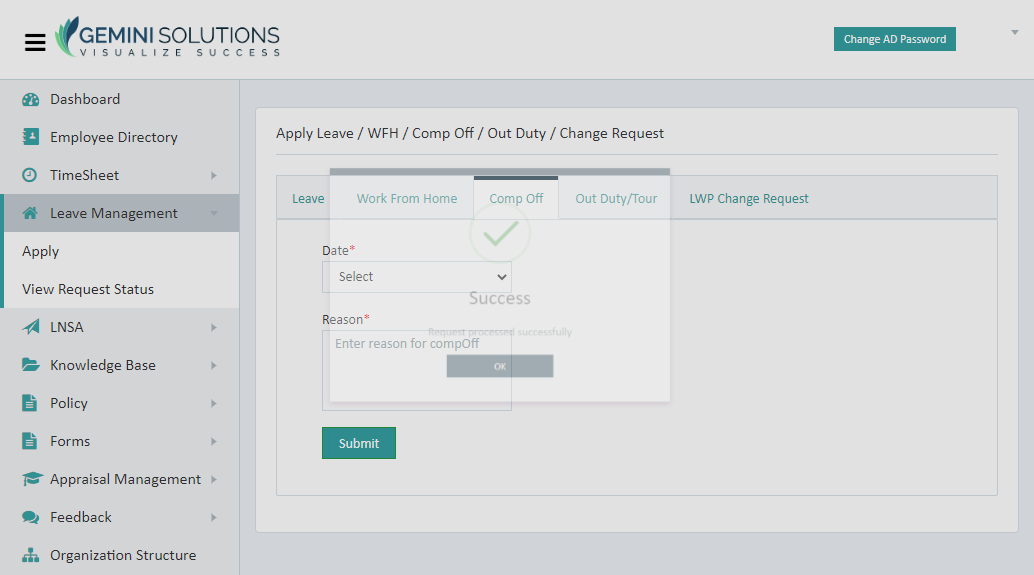 GEMINI SOLUTIONS
VISUALIZE SUCCESS
Change AD Password
Dashboard
Employee Directory
TimeSheet
Leave Management
Apply
View Request Status
LNSA
Knowledge Base
Policy
Forms
Appraisal Management
Feedback
Organization Structure
Apply Leave / WFH / Comp Off / Out Duty / Change Request
Leave Work From Home Comp Off Out Duty/Tour LWP Change Request
Date*
Select
Success
Reason*
Request processed successfully
Enter reason for compOff
OK
Submit